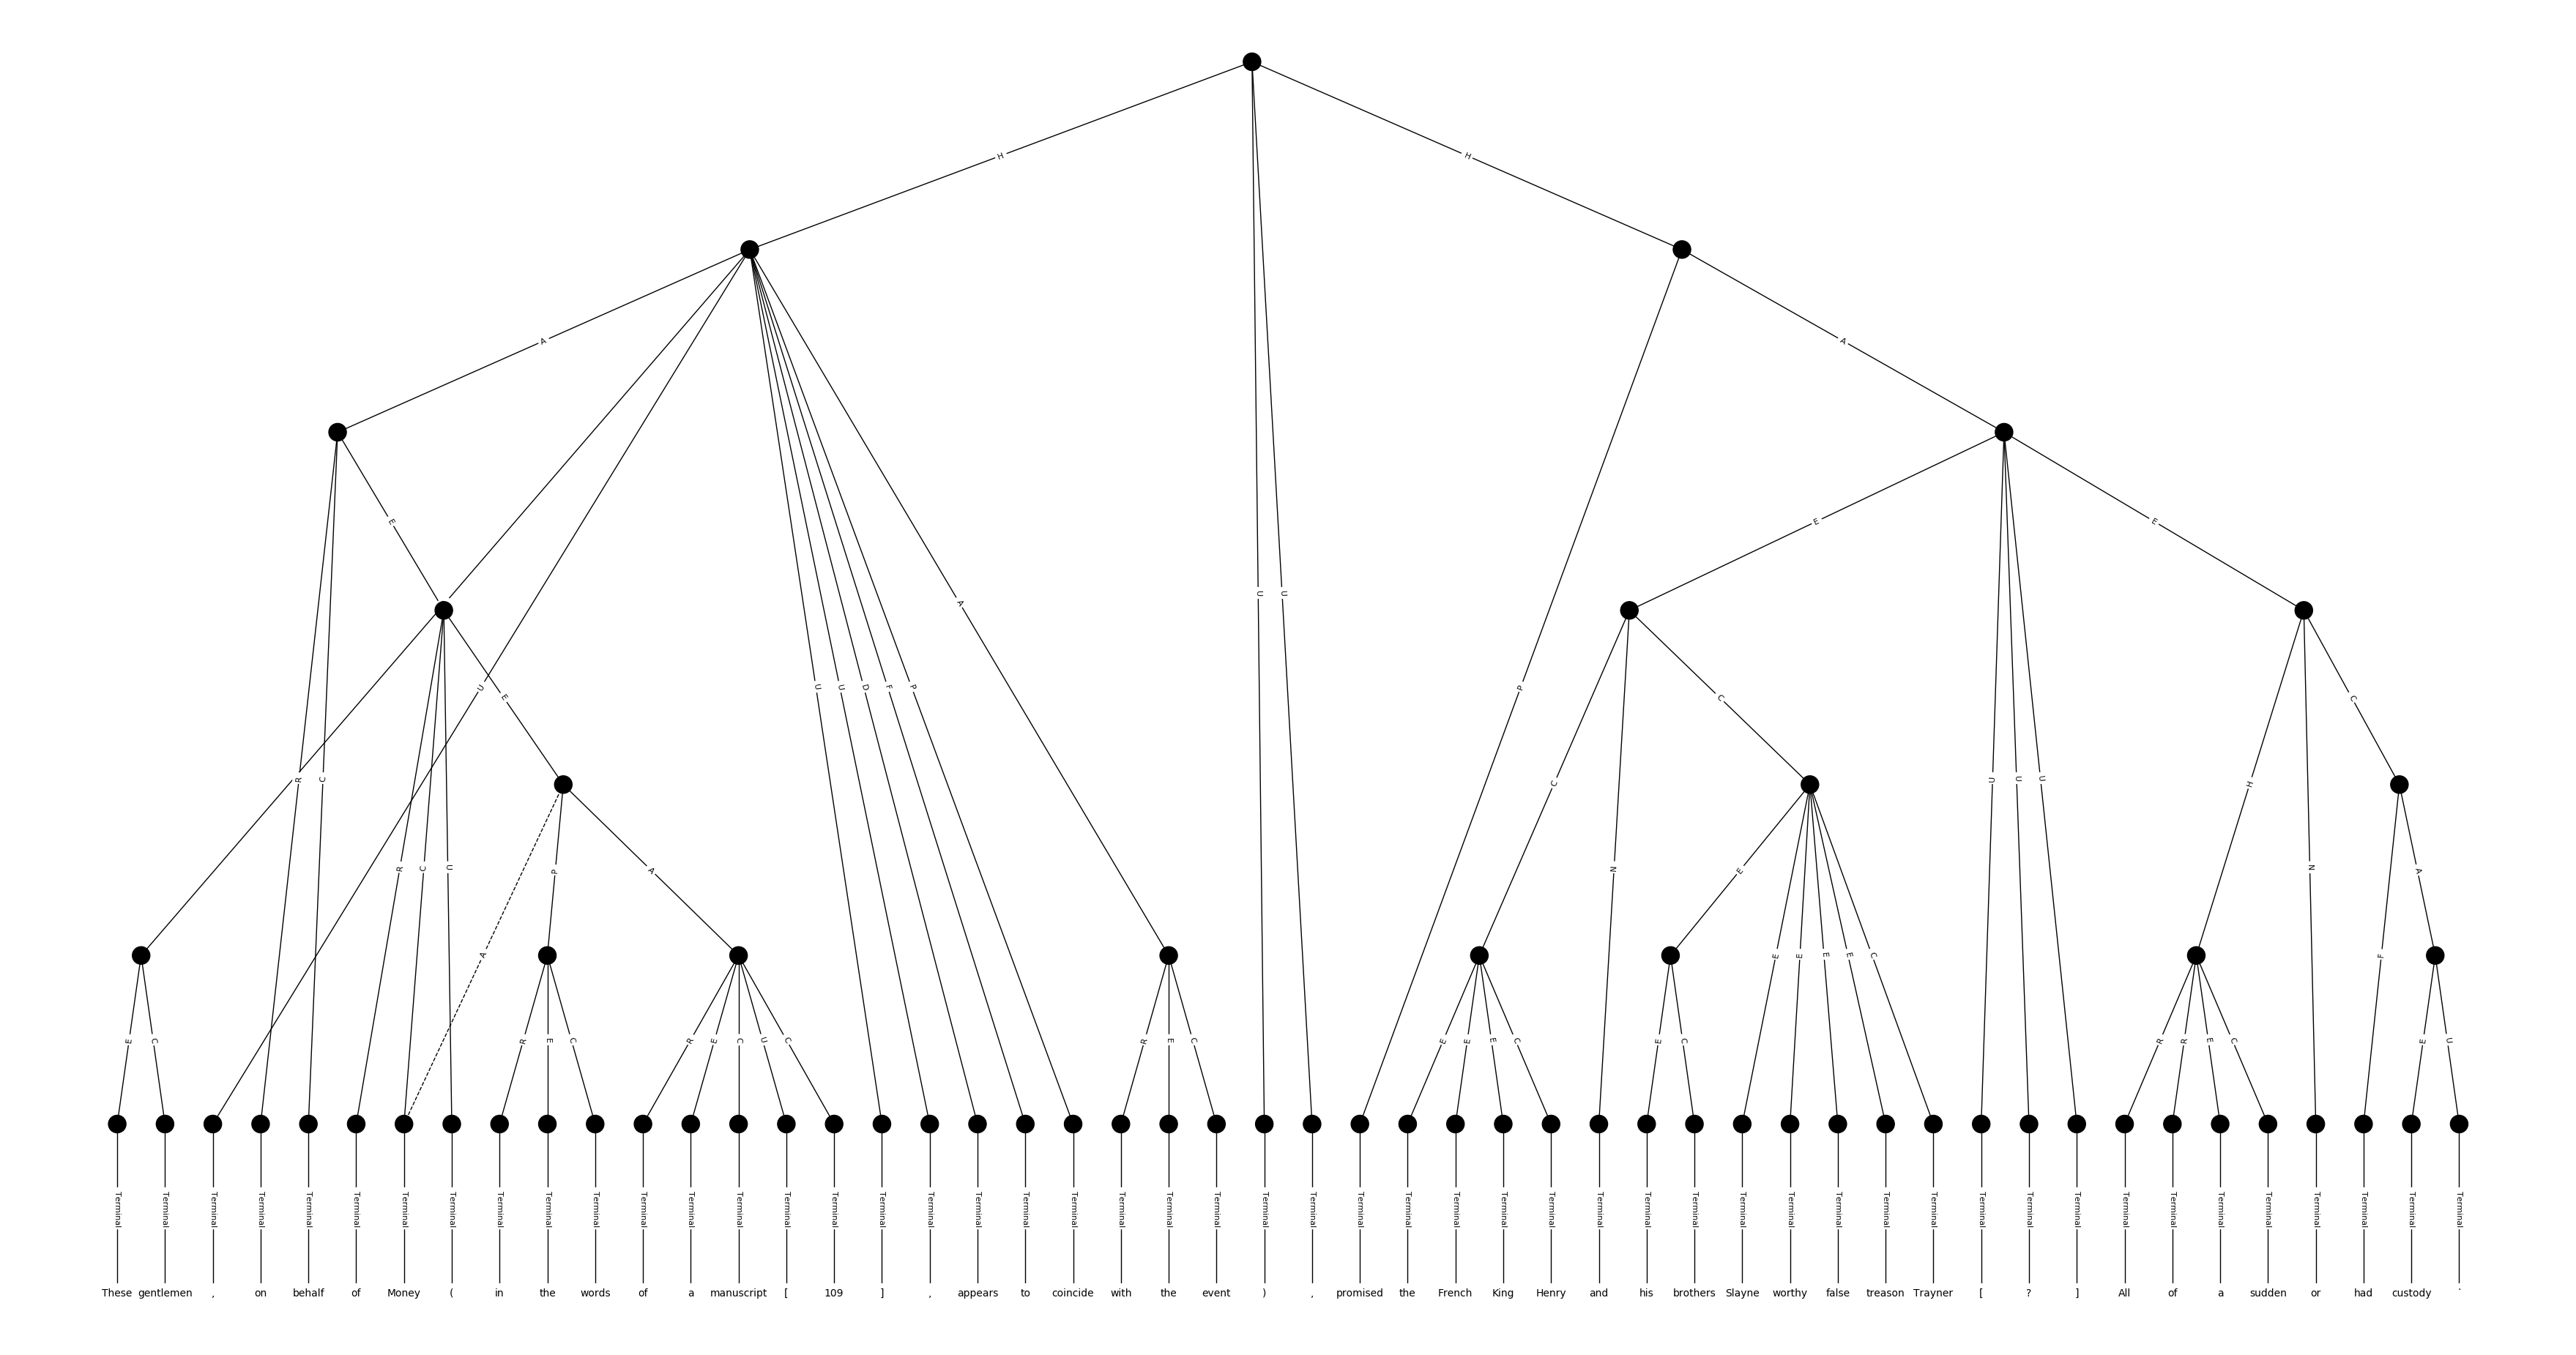 H H
A A
E E E
R C U E U U D F P A U U P C N C U U U H N C
R C U A P A E E E E E C F A
E C R E C R E C U C R E C E E E C E C R R E C E U
Terminal Terminal Terminal Terminal Terminal Terminal Terminal Terminal Terminal Terminal Terminal Terminal Terminal Terminal Terminal Terminal Terminal Terminal Terminal Terminal Terminal Terminal Terminal Terminal Terminal Terminal Terminal Terminal Terminal Terminal Terminal Terminal Terminal Terminal Terminal Terminal Terminal Terminal Terminal Terminal Terminal Terminal Terminal Terminal Terminal Terminal Terminal Terminal Terminal Terminal
These gentlemen , on behalf of Money ( in the words of a manuscript [ 109 ] , appears to coincide with the event ) , promised the French King Henry and his brothers Slayne worthy false treason Trayner [ ? ] All of a sudden or had custody